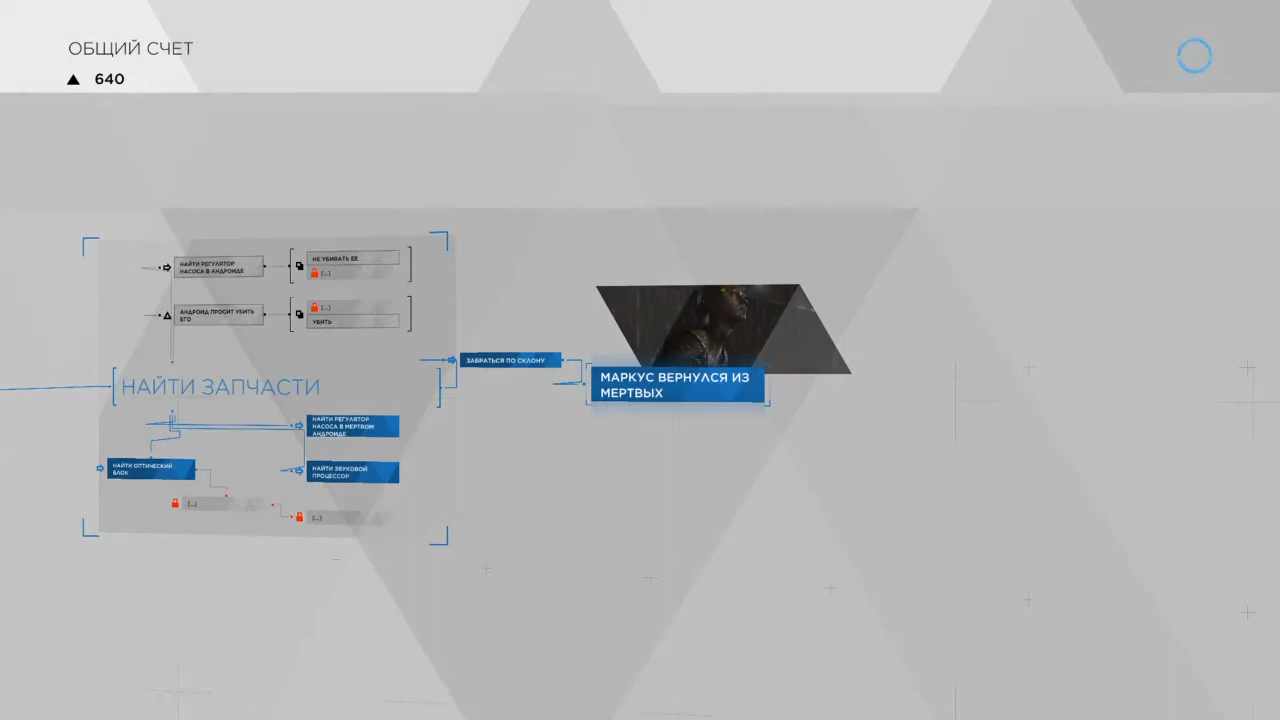 ОБЩИЙ СЧЕТ
640
НАЙТИ РЕГУЛЯТОР
НАСОСА В АНДРОИДЕ
НЕ УБИВАТЬ ЕЕ
[...]
АНДРОИД ПРОСИТ УБИТЬ
ЕГО
[...]
УБИТЬ
ЗАБРАТЬСЯ ПО СКЛОНУ
МАРКУС ВЕРНУЛСЯ ИЗ
МЕРТВЫХ
НАЙТИ ЗАПЧАСТИ
НАЙТИ РЕГУЛЯТОР
НАСОСА В МЕРТВОМ
АНДРОИДЕ
НАЙТИ ОПТИЧЕСКИЙ
БЛОК
НАЙТИ ЗВУКОВОЙ
ПРОЦЕССОР
[...]
[...]